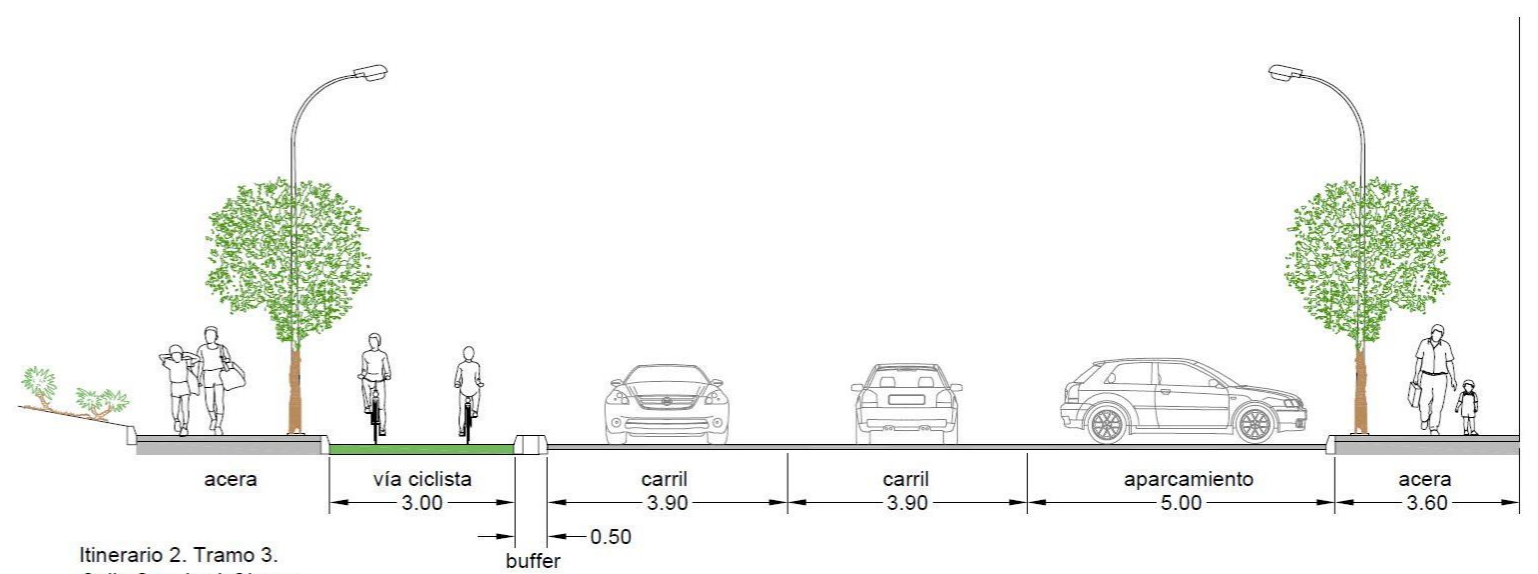 acera
vía ciclista
carril
carril
aparcamiento
acera
3.00
3.90
3.90
5.00
3.60
0.50
buffer
Itinerario 2. Tramo 3.